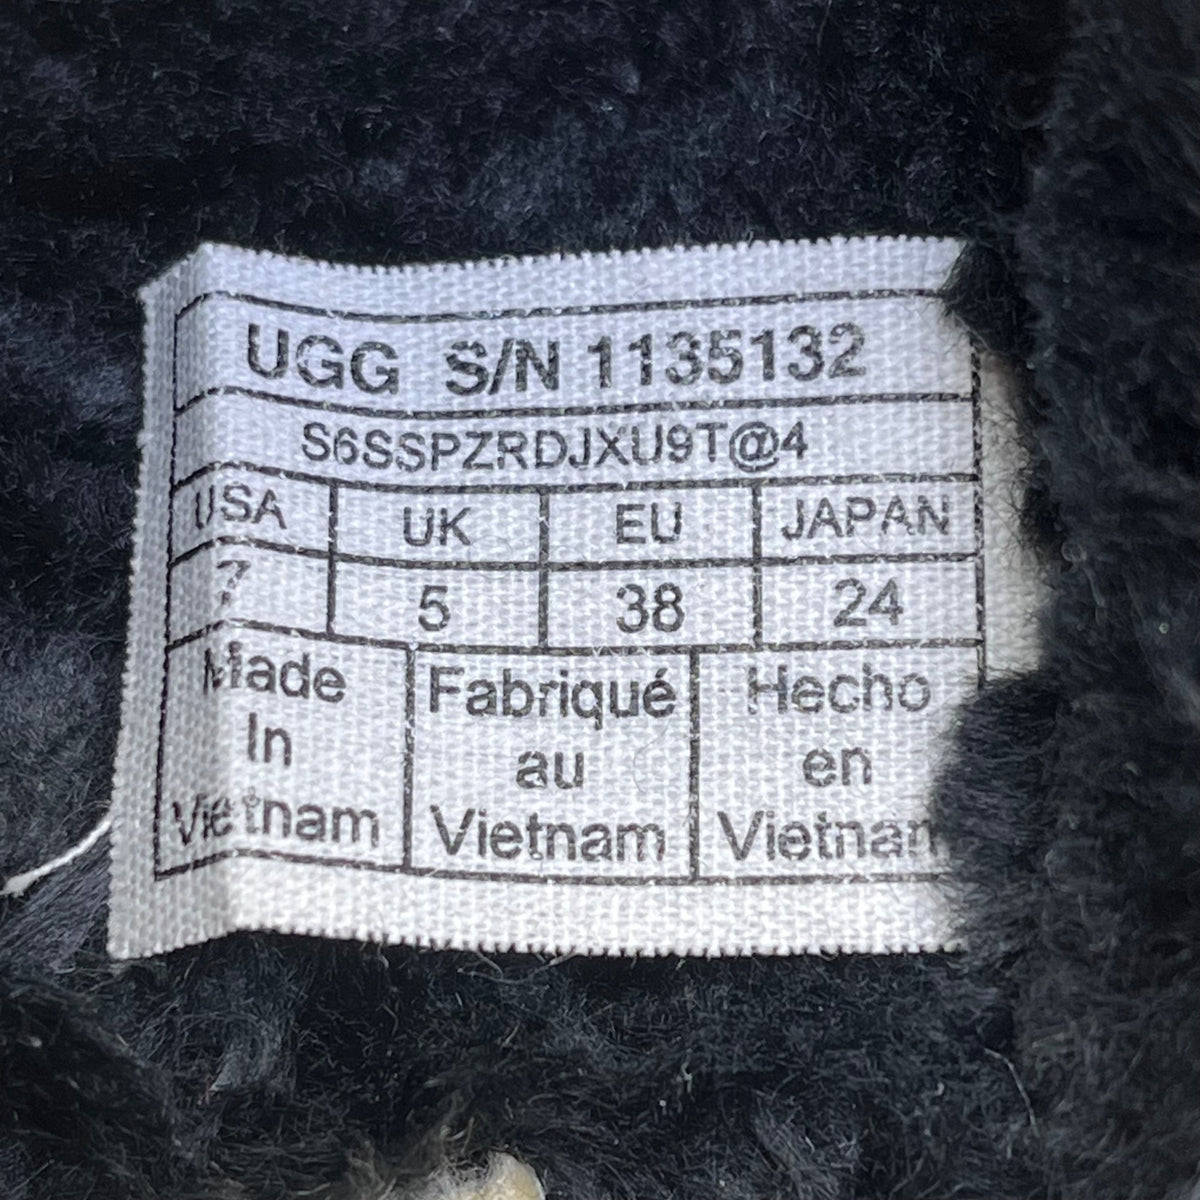 UGG S/N 1135132
S6SSPZRDJXU9T@4
USA UK EU JAPAN
7 5 38 24
Made Fabriqué Hecho
In au en
Vietnam Vietnam Vietnam